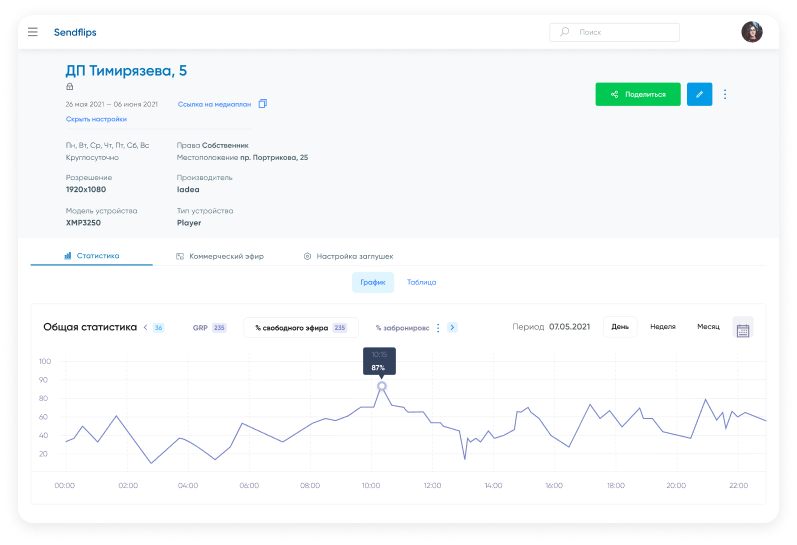 Sendflips
Поиск
ДП Тимирязева, 5
26 мая 2021 — 06 июня 2021 Ссылка на медиаплан
Поделиться
Скрыть настройки
Пн, Вт, Ср, Чт, Пт, Сб, Вс
Круглосуточно
Права Собственник
Местоположение пр. Портрикова, 25
Разрешение
1920x1080
Производитель
Iadea
Модель устройства
XMP3250
Тип устройства
Player
Статистика Коммерческий эфир Настройка заглушек
График Таблица
Общая статистика 36 GRP 235 % свободного эфира 235 % забронировс Период 07.05.2021 День Неделя Месяц
10:15
87%
100
90
80
60
40
20
00:00 02:00 04:00 06:00 08:00 10:00 12:00 14:00 16:00 18:00 20:00 22:00